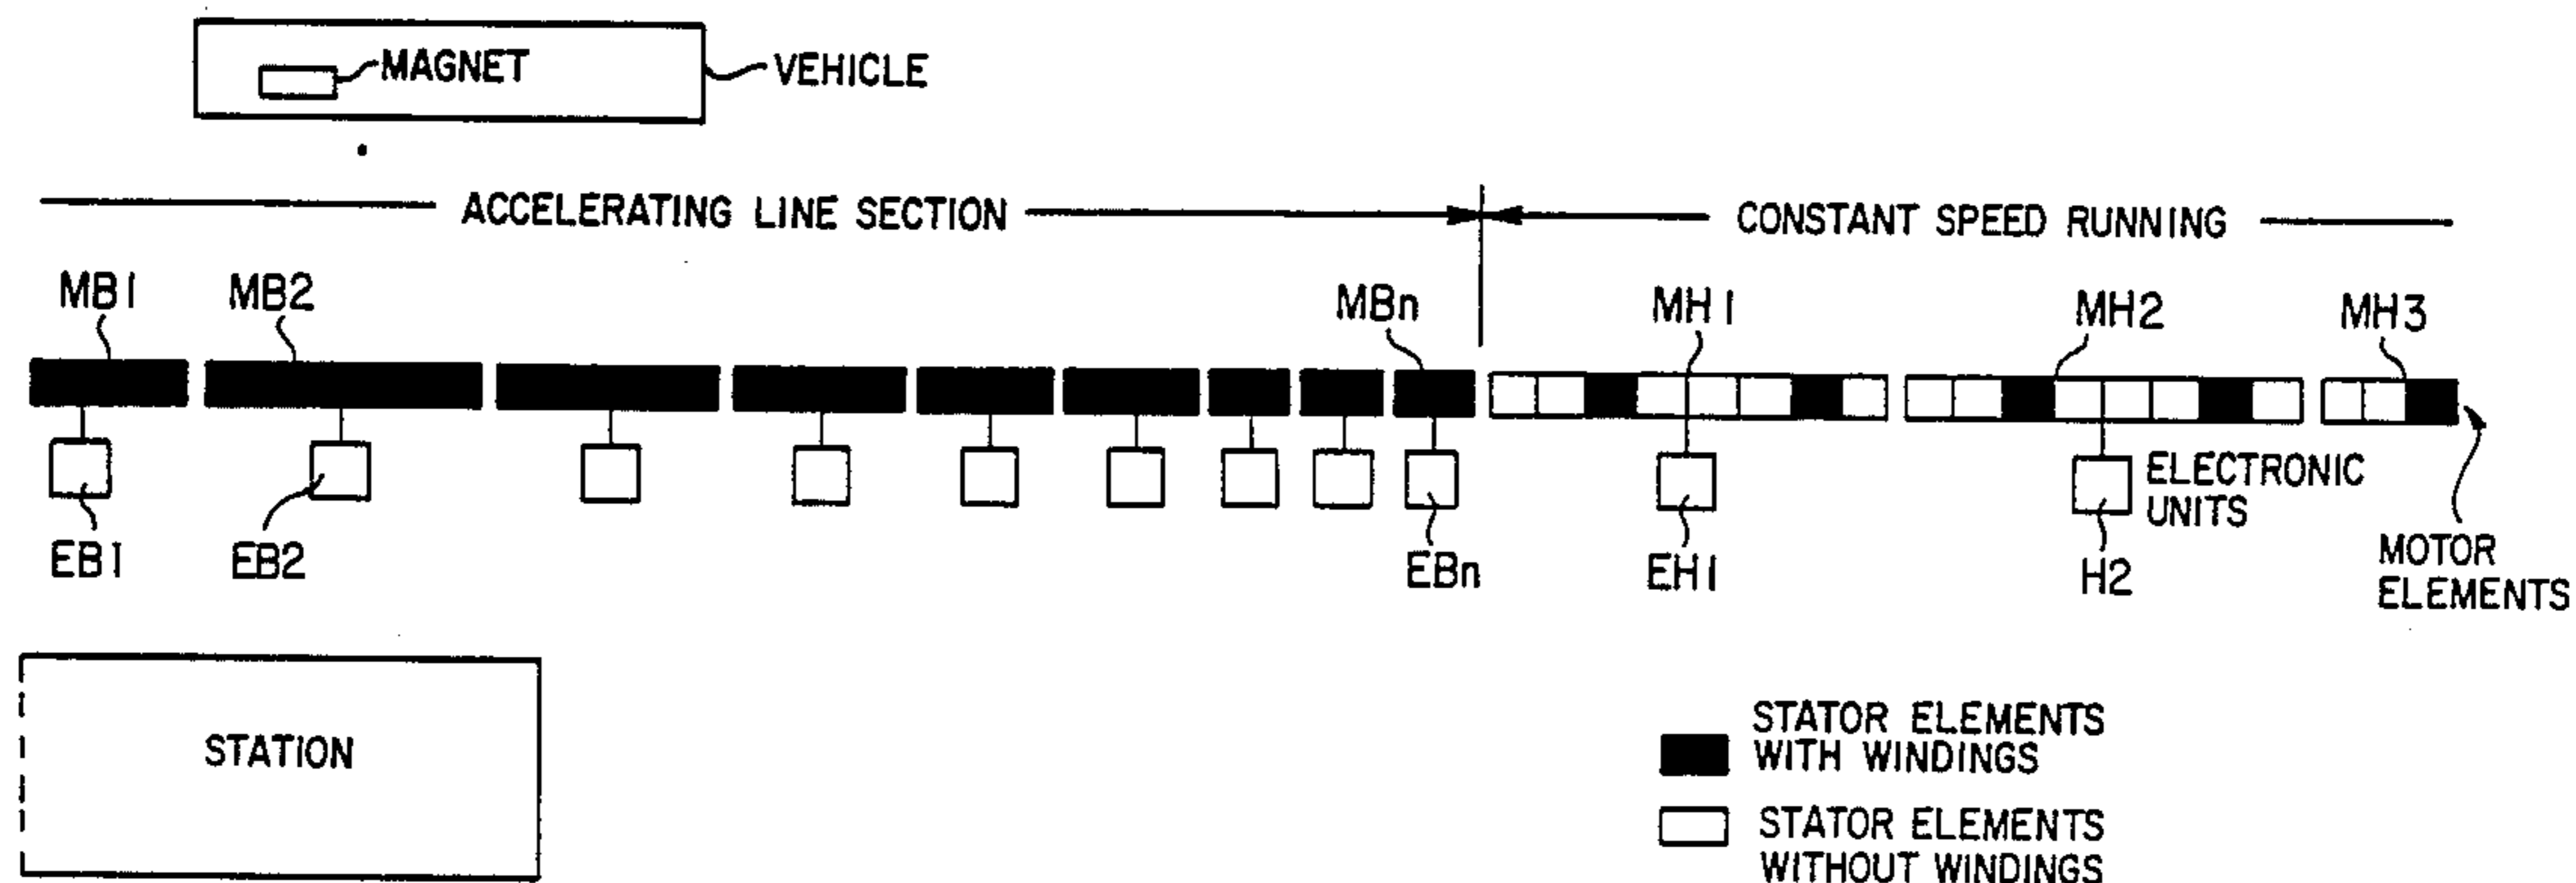 MAGNET
VEHICLE
ACCELERATING LINE SECTION
CONSTANT SPEED RUNNING
MB1
MB2
MBn
MH1
MH2
MH3
EB1
EB2
EBn
EH1
H2
ELECTRONIC
UNITS
MOTOR
ELEMENTS
STATION
STATOR ELEMENTS
WITH WINDINGS
STATOR ELEMENTS
WITHOUT WINDINGS